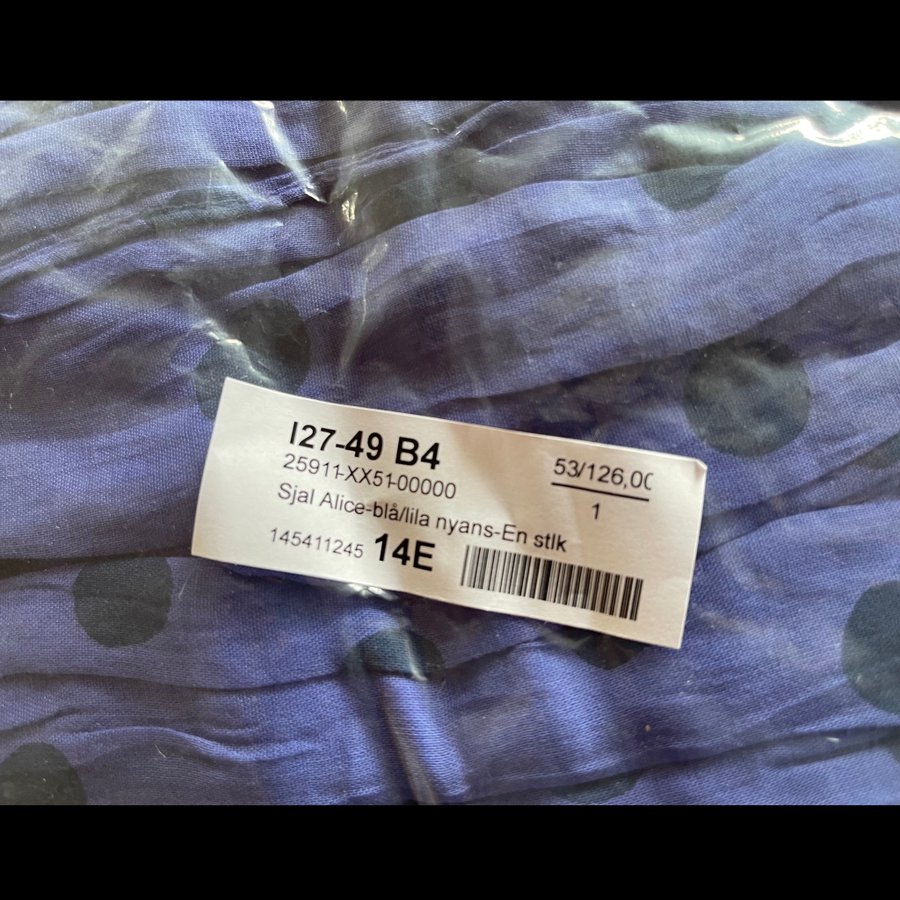 I27-49 B4
25911-XX51-00000
53/126,00
1
Sjal Alice-blå/lila nyans-En stlk
145411245 14E